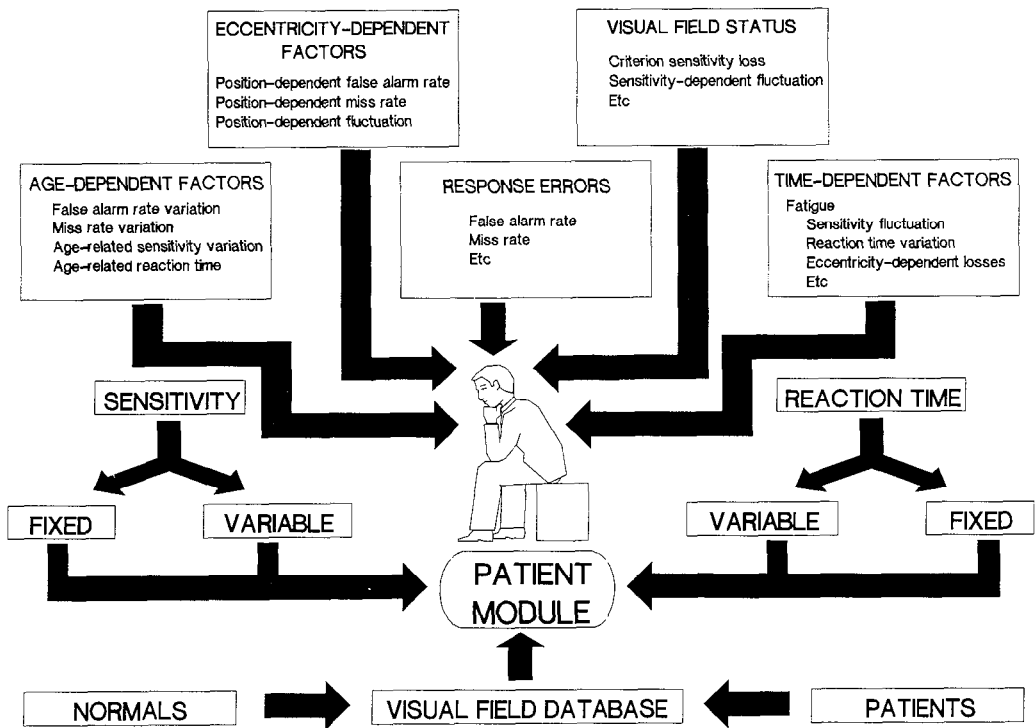 ECCENTRICITY-DEPENDENT
FACTORS
Position-dependent false alarm rate
Position-dependent miss rate
Position-dependent fluctuation
VISUAL FIELD STATUS
Criterion sensitivity loss
Sensitivity-dependent fluctuation
Etc
AGE-DEPENDENT FACTORS
False alarm rate variation
Miss rate variation
Age-related sensitivity variation
Age-related reaction time
RESPONSE ERRORS
False alarm rate
Miss rate
Etc
TIME-DEPENDENT FACTORS
Fatigue
Sensitivity fluctuation
Reaction time variation
Eccentricity-dependent losses
Etc
SENSITIVITY
REACTION TIME
FIXED
VARIABLE
VARIABLE
FIXED
PATIENT
MODULE
NORMALS
VISUAL FIELD DATABASE
PATIENTS